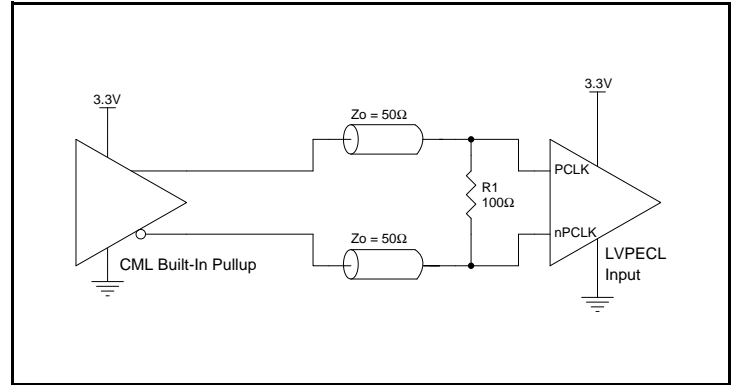 3.3V
3.3V
Zo = 50Ω
PCLK
R1
100Ω
Zo = 50Ω
nPCLK
CML Built-In Pullup
LVPECL
Input